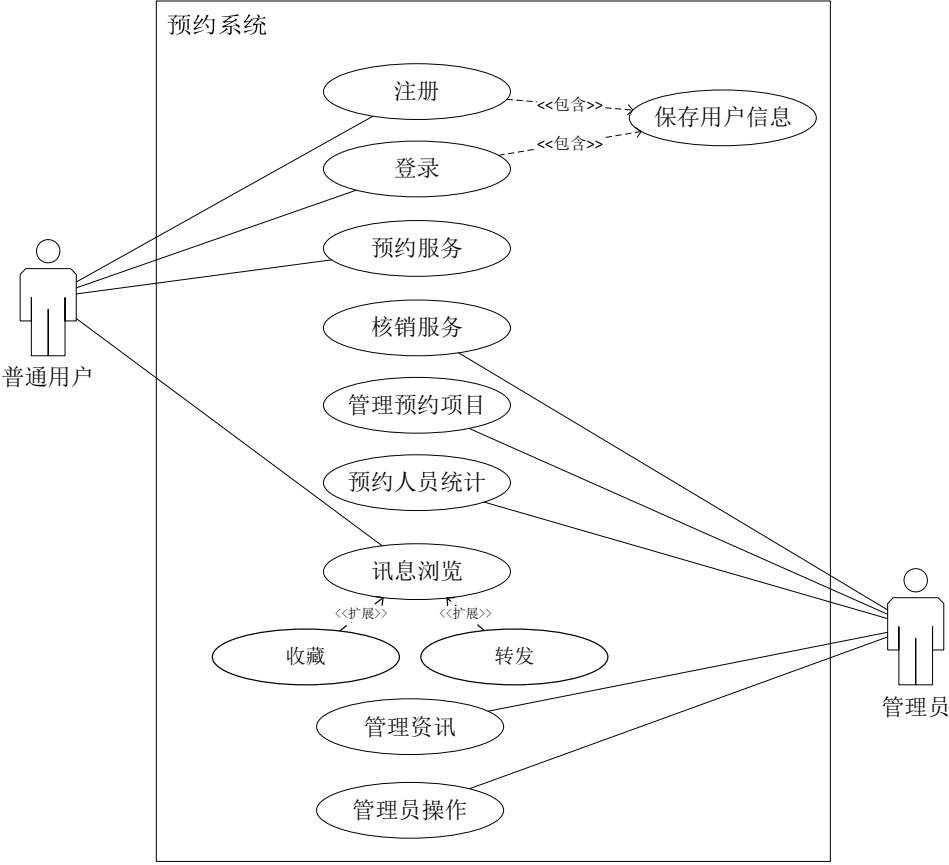 预约系统
注册
<<包含>>
保存用户信息
<<包含>>
登录
预约服务
核销服务
普通用户
管理预约项目
预约人员统计
讯息浏览
<<扩展>>
<<扩展>>
收藏
转发
管理员
管理资讯
管理员操作